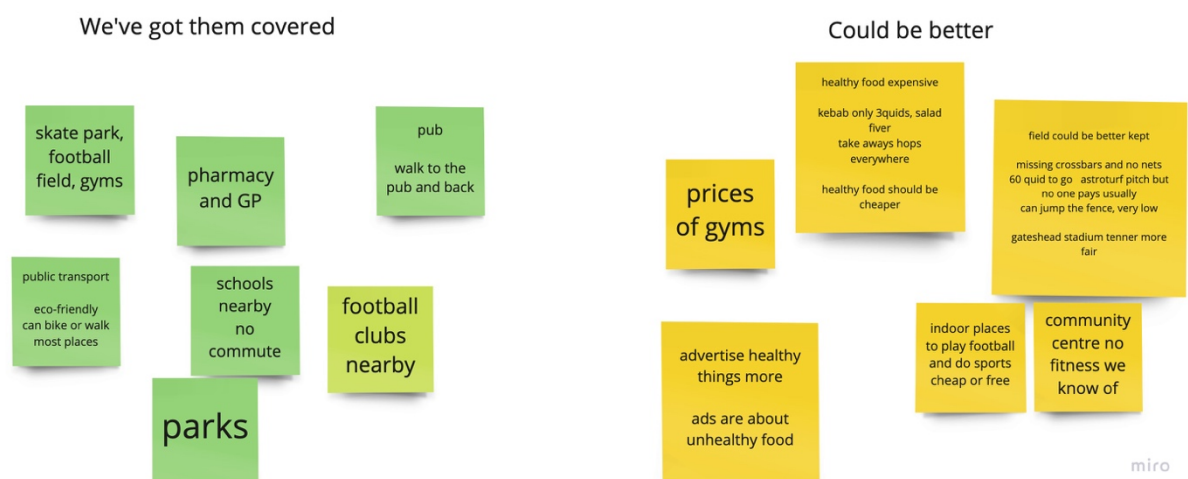 We've got them covered
skate park,
football
field, gyms
pharmacy
and GP
pub
walk to the
pub and back
public transport
eco-friendly
can bike or walk
most places
schools
nearby
no
commute
football
clubs
nearby
parks
Could be better
prices
of gyms
healthy food expensive
kebab only 3quids, salad
fiver
take aways hops
everywhere
healthy food should be
cheaper
field could be better kept
missing crossbars and no nets
60 quid to go astroturf pitch but
no one pays usually
can jump the fence, very low
gateshead stadium tenner more
fair
advertise healthy
things more
ads are about
unhealthy food
indoor places
to play football
and do sports
cheap or free
community
centre no
fitness we
know of
miro